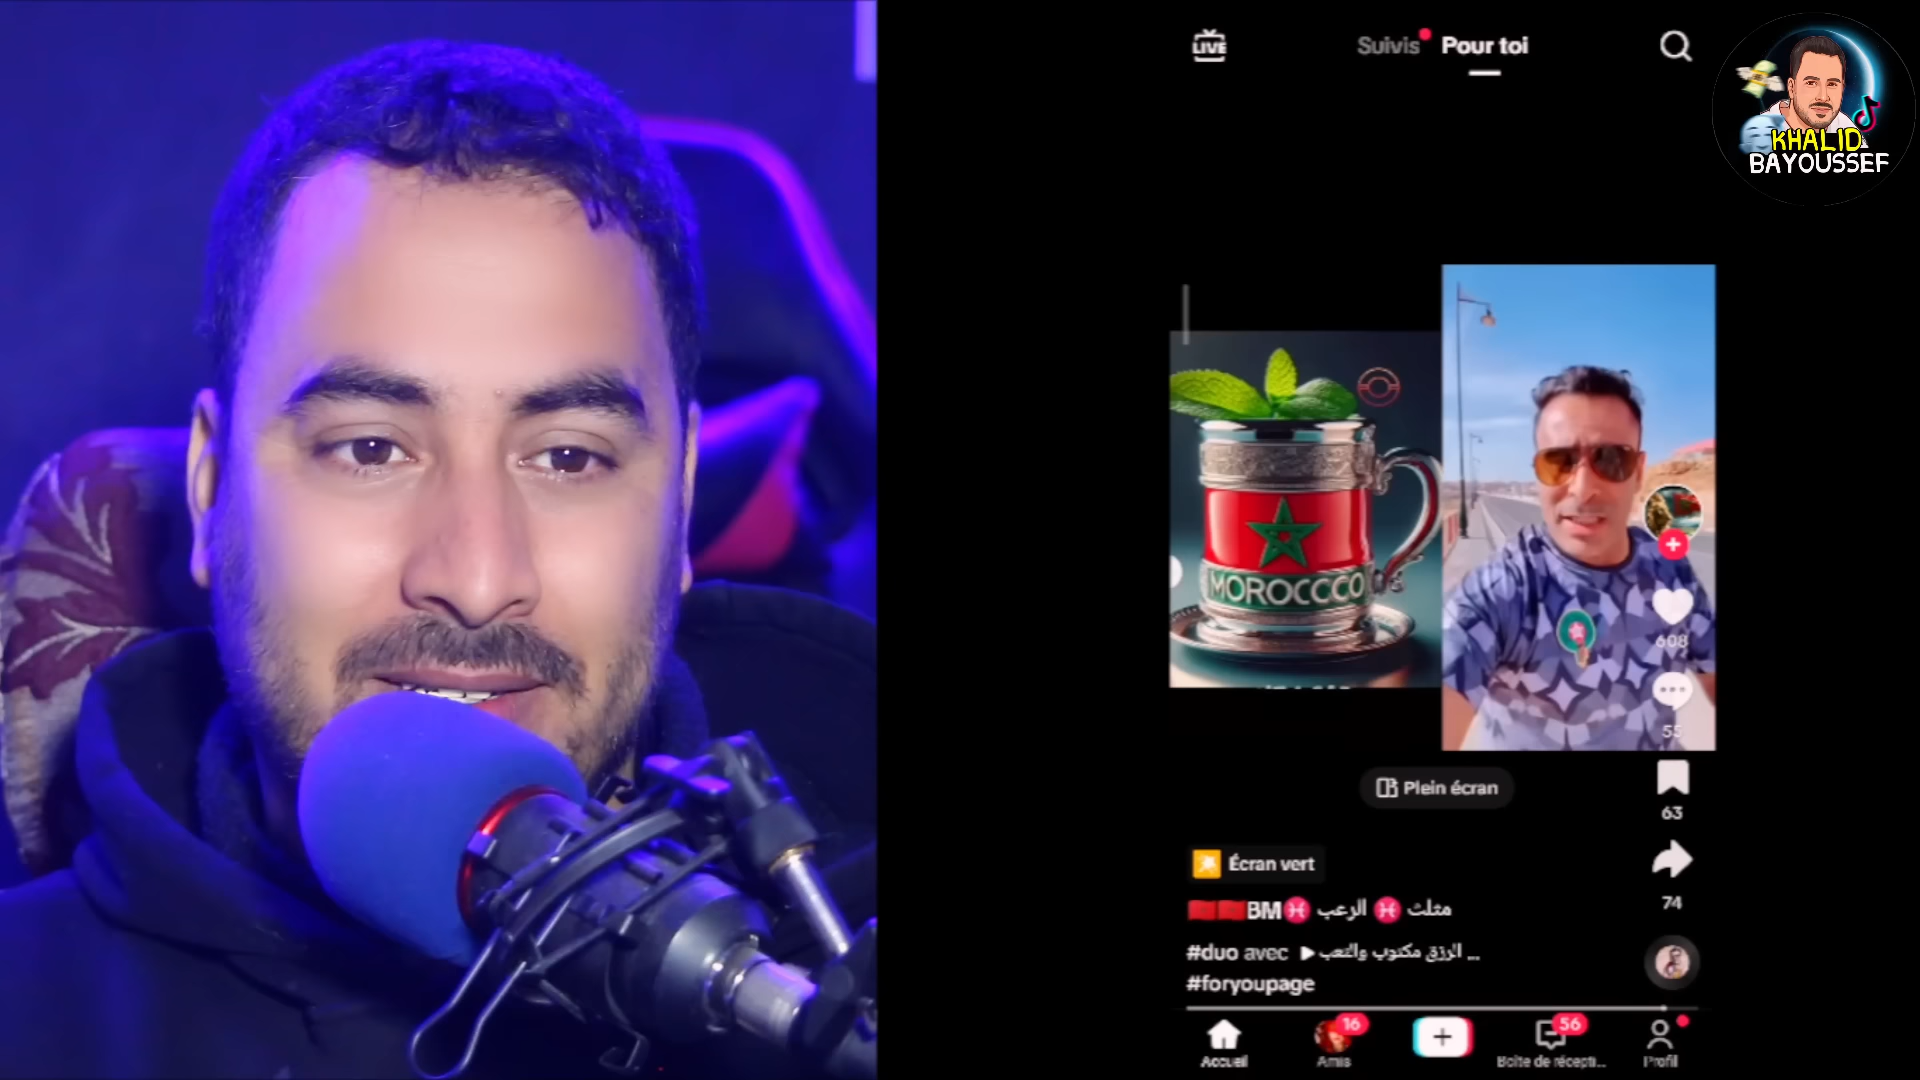 LIVE
Suivis Pour toi
KHALID
BAYOUSSEF
MOROCCCO
608
55
Plein écran
63
Écran vert
74
🇲🇦🇲🇦BM♓ الرعب ♓ مثلث
#duo avec ▶الرزق مكتوب والتعب ...
#foryoupage
16
56
Accueil
Amis
Boîte de récepti...
Profil